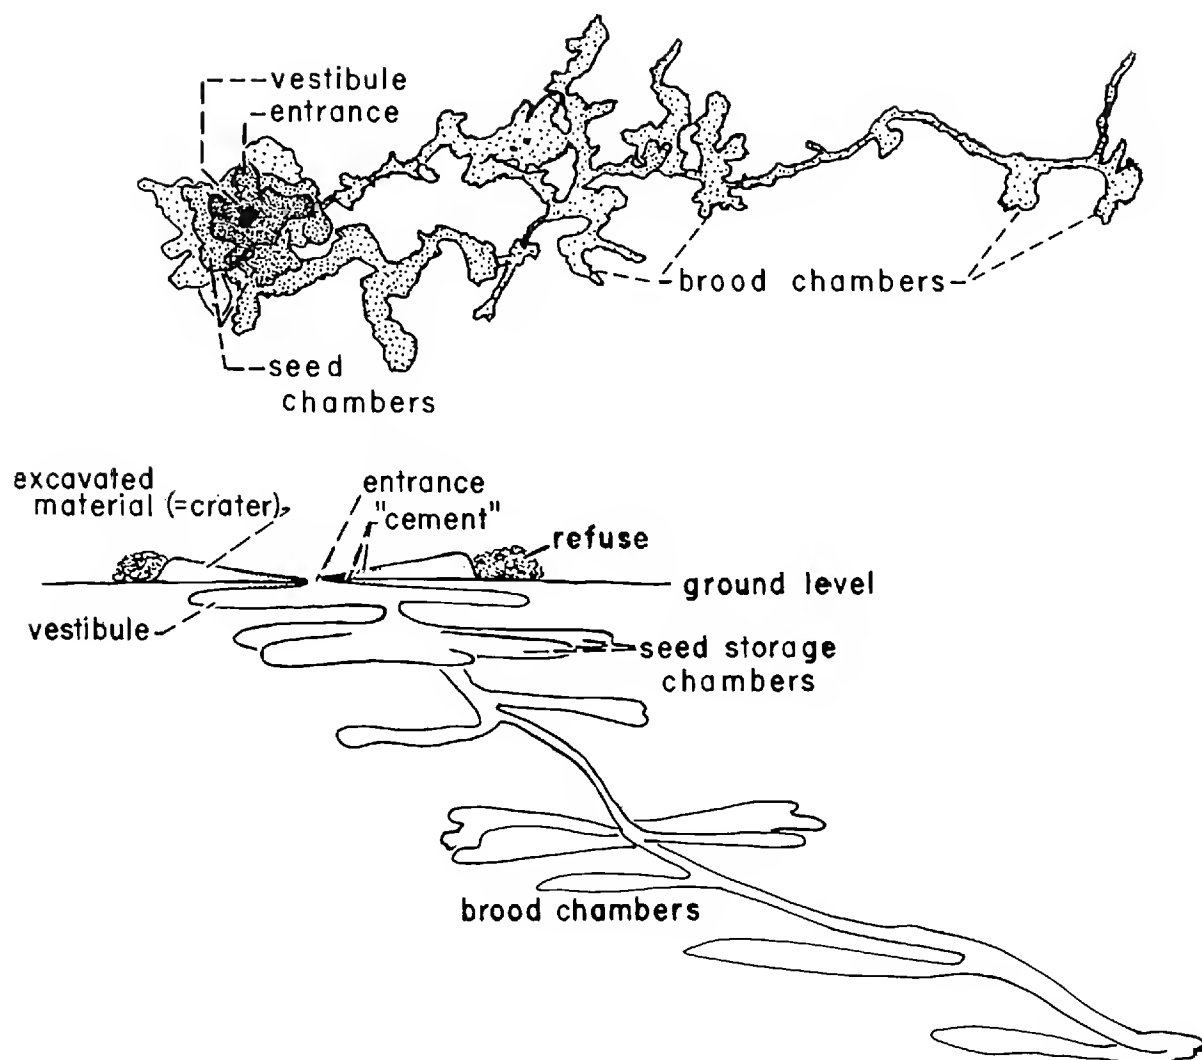 vestibule
entrance
brood chambers
seed
chambers
excavated
material (=crater)
entrance
"cement"
refuse
ground level
vestibule
seed storage
chambers
brood chambers